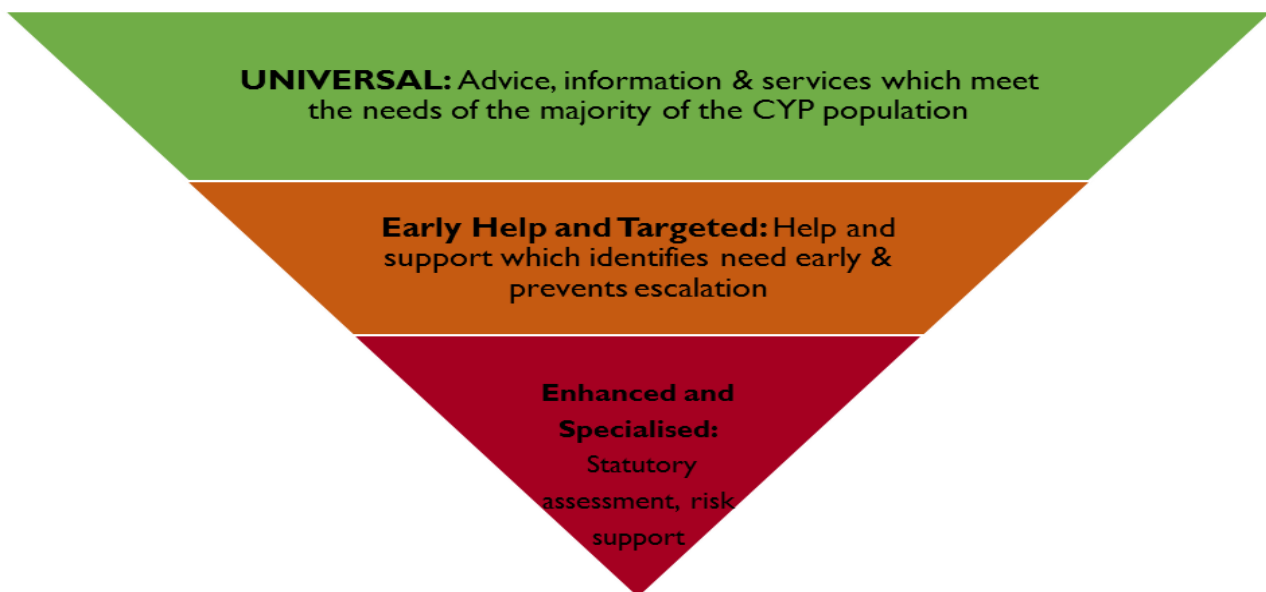 UNIVERSAL: Advice, information & services which meet
the needs of the majority of the CYP population
Early Help and Targeted: Help and
support which identifies need early &
prevents escalation
Enhanced and
Specialised:
Statutory
assessment, risk
support